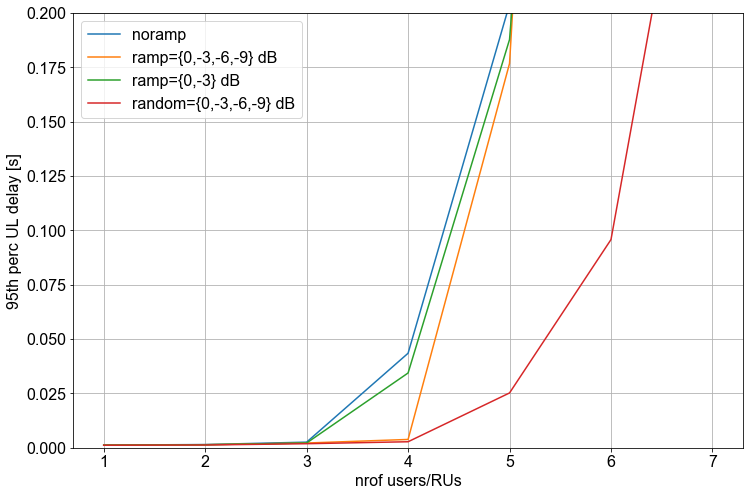 0.200
0.175
0.150
0.125
0.100
0.075
0.050
0.025
0.000
95th perc UL delay [s]
noramp
ramp={0,-3,-6,-9} dB
ramp={0,-3} dB
random={0,-3,-6,-9} dB
1 2 3 4 5 6 7
nrof users/RUs